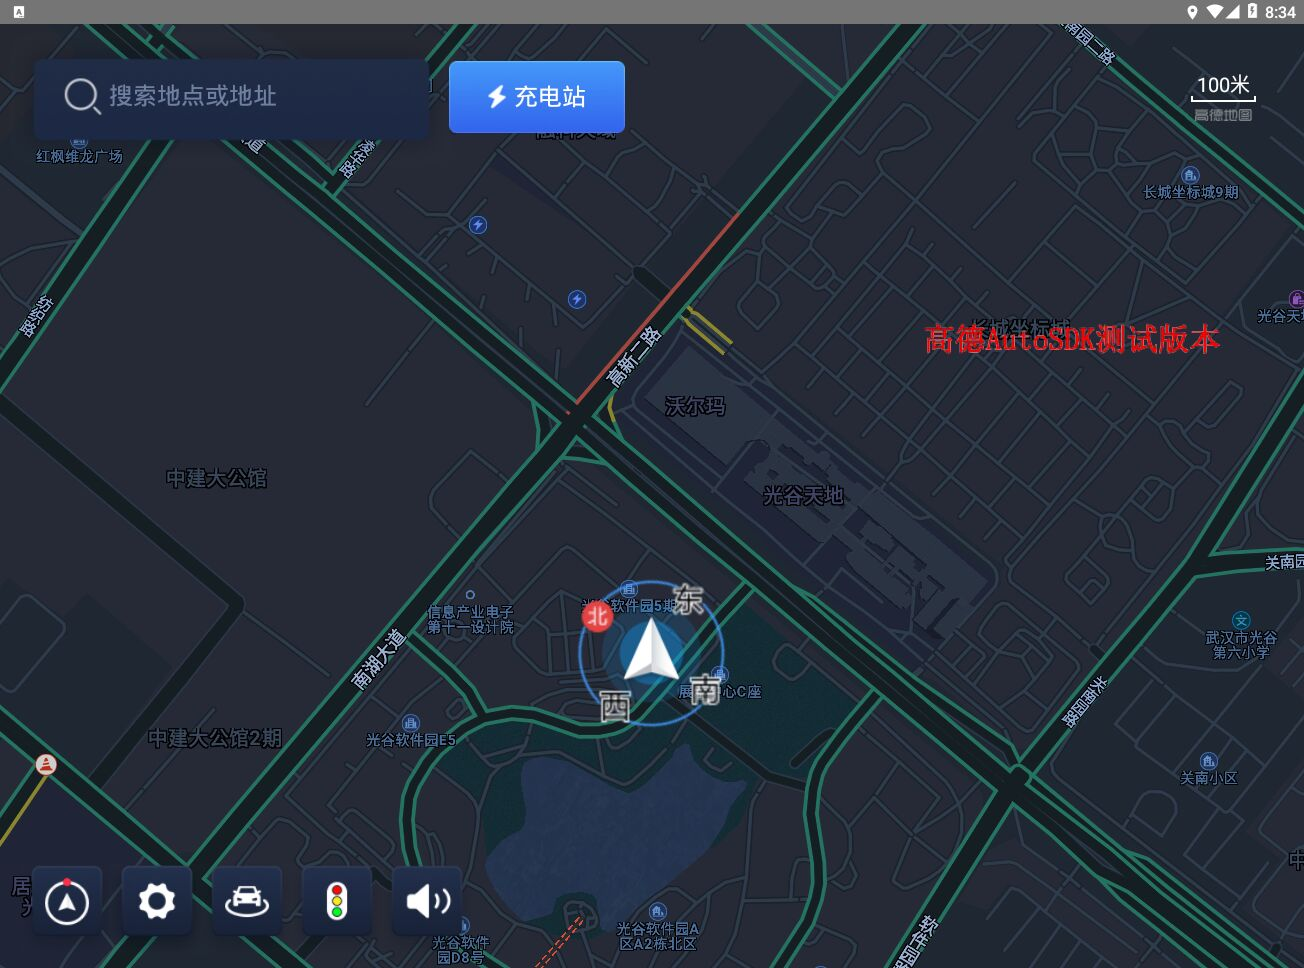 8:34
搜索地点或地址
充电站
100米
高德地图
红枫维龙广场
长城坐标城9期
光谷天地
高德AutoSDK测试版本
高新二路
沃尔玛
中建大公馆
光谷天地
关南园
光谷软件园5期
东
北
信息产业电子
第十一设计院
武汉市光谷
第六小学
南湖大道
南
西
关南园路
中建大公馆2期
光谷软件园E5
关南小区
光谷软件园A
区A2栋北区
光谷软件
园D8号